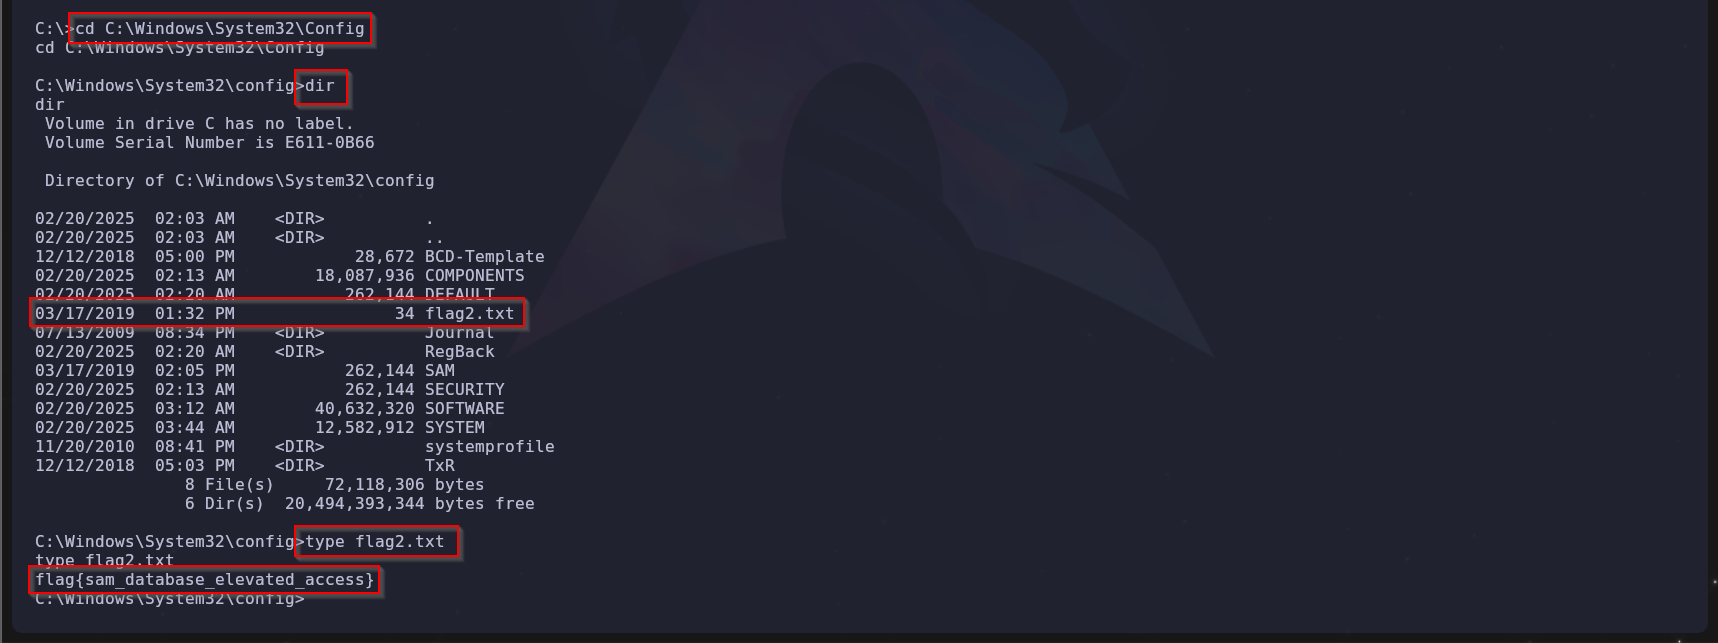 C:\>cd C:\Windows\System32\Config
cd C:\Windows\System32\Config
C:\Windows\System32\config>dir
dir
 Volume in drive C has no label.
 Volume Serial Number is E611-0B66
 Directory of C:\Windows\System32\config
02/20/2025  02:03 AM    <DIR>          .
02/20/2025  02:03 AM    <DIR>          ..
12/12/2018  05:00 PM            28,672 BCD-Template
02/20/2025  02:13 AM        18,087,936 COMPONENTS
02/20/2025  02:20 AM           262,144 DEFAULT
03/17/2019  01:32 PM                34 flag2.txt
07/13/2009  08:34 PM    <DIR>          Journal
02/20/2025  02:20 AM    <DIR>          RegBack
03/17/2019  02:05 PM           262,144 SAM
02/20/2025  02:13 AM           262,144 SECURITY
02/20/2025  03:12 AM        40,632,320 SOFTWARE
02/20/2025  03:44 AM        12,582,912 SYSTEM
11/20/2010  08:41 PM    <DIR>          systemprofile
12/12/2018  05:03 PM    <DIR>          TxR
               8 File(s)     72,118,306 bytes
               6 Dir(s)  20,494,393,344 bytes free
C:\Windows\System32\config>type flag2.txt
type flag2.txt
flag{sam_database_elevated_access}
C:\Windows\System32\config>